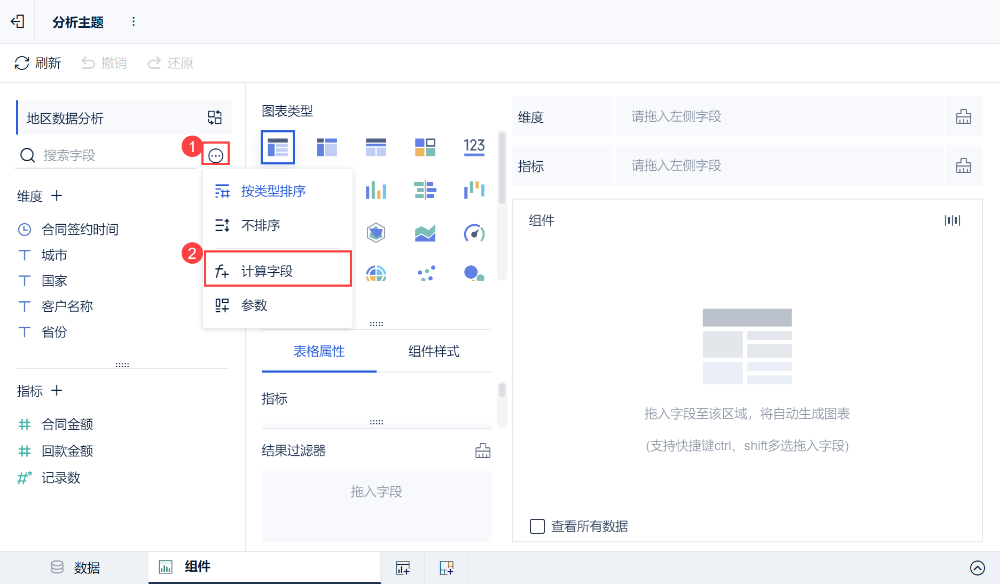 分析主题
刷新
撤销
还原
地区数据分析
搜索字段
1
维度
合同签约时间
城市
国家
客户名称
省份
指标
合同金额
回款金额
记录数
按类型排序
不排序
2
计算字段
参数
图表类型
123
表格属性
组件样式
指标
结果过滤器
拖入字段
维度
请拖入左侧字段
指标
请拖入左侧字段
组件
拖入字段至该区域，将自动生成图表
(支持快捷键ctrl、shift多选拖入字段)
查看所有数据
数据
组件